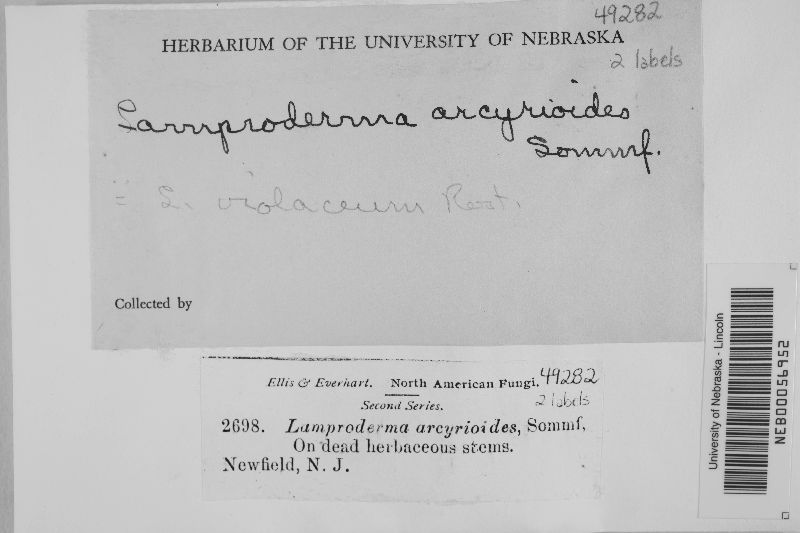 49282
HERBARIUM OF THE UNIVERSITY OF NEBRASKA
2 labels
Lamproderma arcyrioides
Sommf.
= L. violaceum Rost.
Collected by
Ellis & Everhart. North American Fungi. 49282
2 labels
Second Series.
2698. Lamproderma arcyrioides, Sommf,
On dead herbaceous stems.
Newfield, N. J.
University of Nebraska - Lincoln
NEB00056952